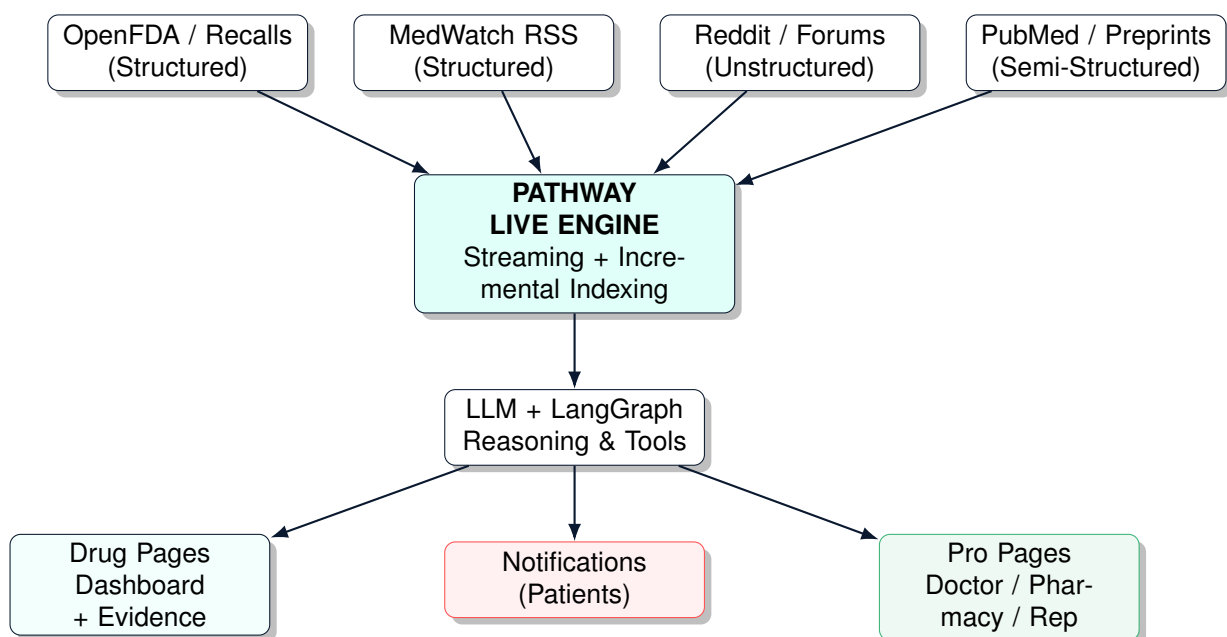 OpenFDA / Recalls
(Structured)
MedWatch RSS
(Structured)
Reddit / Forums
(Unstructured)
PubMed / Preprints
(Semi-Structured)
PATHWAY
LIVE ENGINE
Streaming + Incre-
mental Indexing
LLM + LangGraph
Reasoning & Tools
Drug Pages
Dashboard
+ Evidence
Notifications
(Patients)
Pro Pages
Doctor / Phar-
macy / Rep